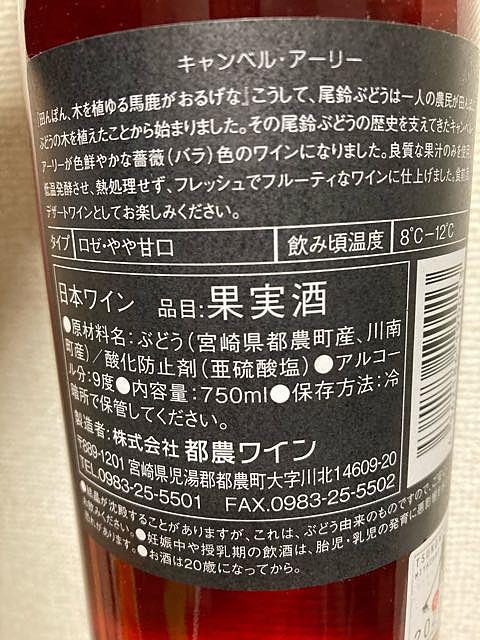 キャンベル・アーリー
『田んぼん、木を植ゆる馬鹿がおるげな』こうして、尾鈴ぶどうは一人の農民が田んぼに
ぶどうの木を植えたことから始まりました。その尾鈴ぶどうの歴史を支えてきたキャンベル・
アーリーが色鮮やかな薔薇(バラ)色のワインになりました。良質な果汁のみを使用
低温発酵させ、熱処理せず、フレッシュでフルーティなワインに仕上げました。食前酒
デザートワインとしてお楽しみください。
タイプ ロゼ・やや甘口 飲み頃温度 8℃−12℃
日本ワイン 品目:果実酒
●原材料名:ぶどう(宮崎県都農町産、川南
町産)/酸化防止剤(亜硫酸塩)●アルコー
ル分:9度●内容量:750ml●保存方法:冷
暗所で保管してください。
製造者:株式会社 都農ワイン
〒889-1201 宮崎県児湯郡都農町大字川北14609-20
TEL.0983-25-5501 FAX.0983-25-5502
●結晶が沈殿することがありますが、これは、ぶどう由来のものですので、ご安心
●妊娠中や授乳期の飲酒は、胎児・乳児の発育に悪影響
●お酒は20歳になってから。